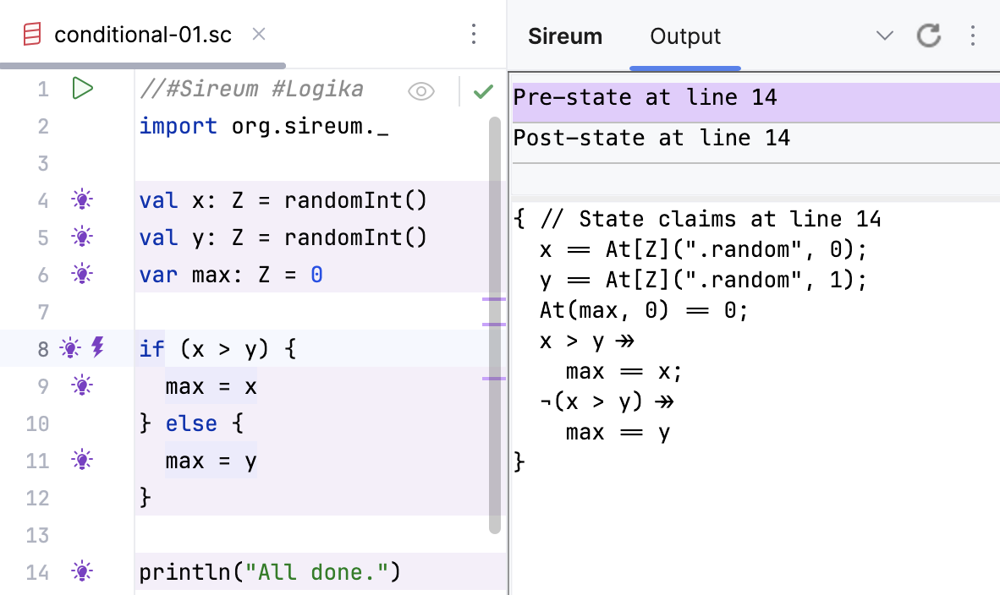 conditional-01.sc
1 //#Sireum #Logika
2 import org.sireum._
3
4 val x: Z = randomInt()
5 val y: Z = randomInt()
6 var max: Z = 0
7
8 if (x > y) {
9   max = x
10 } else {
11   max = y
12 }
13
14 println("All done.")
Sireum Output
Pre-state at line 14
Post-state at line 14
{ // State claims at line 14
  x == At[Z](".random", 0);
  y == At[Z](".random", 1);
  At(max, 0) == 0;
  x > y ↠
    max == x;
  ¬(x > y) ↠
    max == y
}